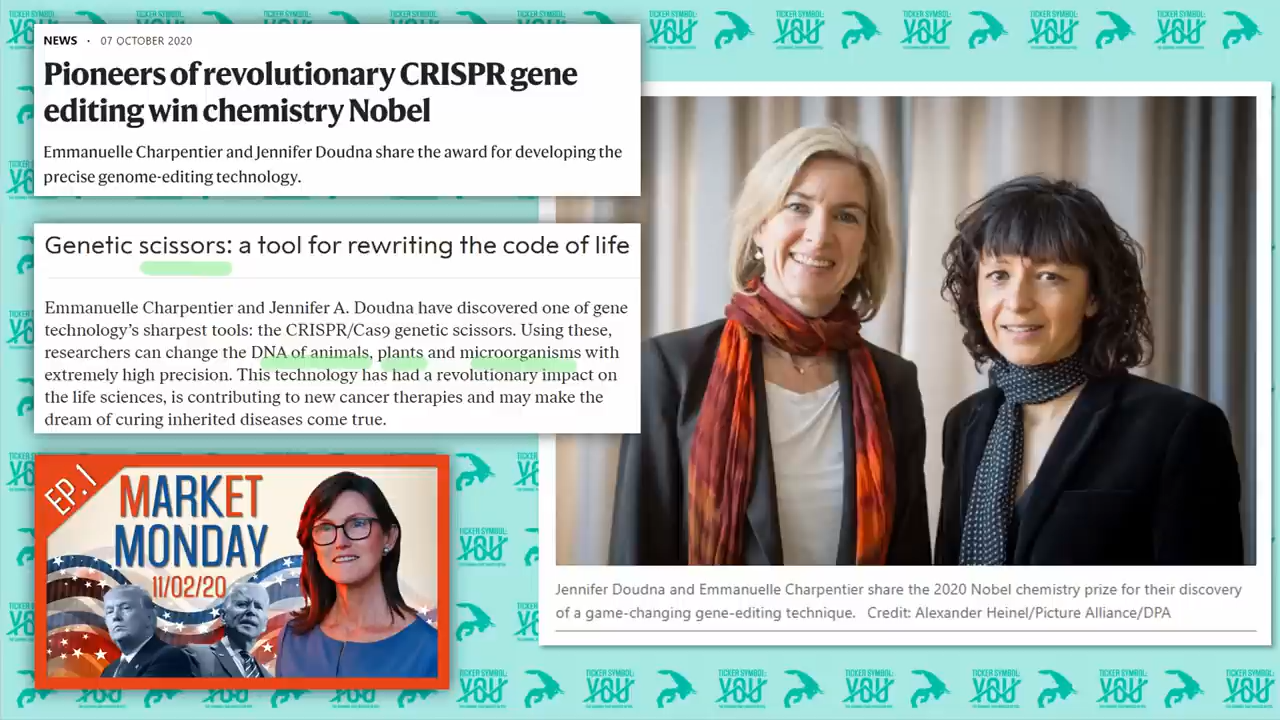 NEWS · 07 OCTOBER 2020
Pioneers of revolutionary CRISPR gene
editing win chemistry Nobel
Emmanuelle Charpentier and Jennifer Doudna share the award for developing the
precise genome-editing technology.
Genetic scissors: a tool for rewriting the code of life
Emmanuelle Charpentier and Jennifer A. Doudna have discovered one of gene
technology's sharpest tools: the CRISPR/Cas9 genetic scissors. Using these,
researchers can change the DNA of animals, plants and microorganisms with
extremely high precision. This technology has had a revolutionary impact on
the life sciences, is contributing to new cancer therapies and may make the
dream of curing inherited diseases come true.
EP.1
MARKET
MONDAY
11/02/20
Jennifer Doudna and Emmanuelle Charpentier share the 2020 Nobel chemistry prize for their discovery
of a game-changing gene-editing technique. Credit: Alexander Heinel/Picture Alliance/DPA
TICKER SYMBOL:
YOU